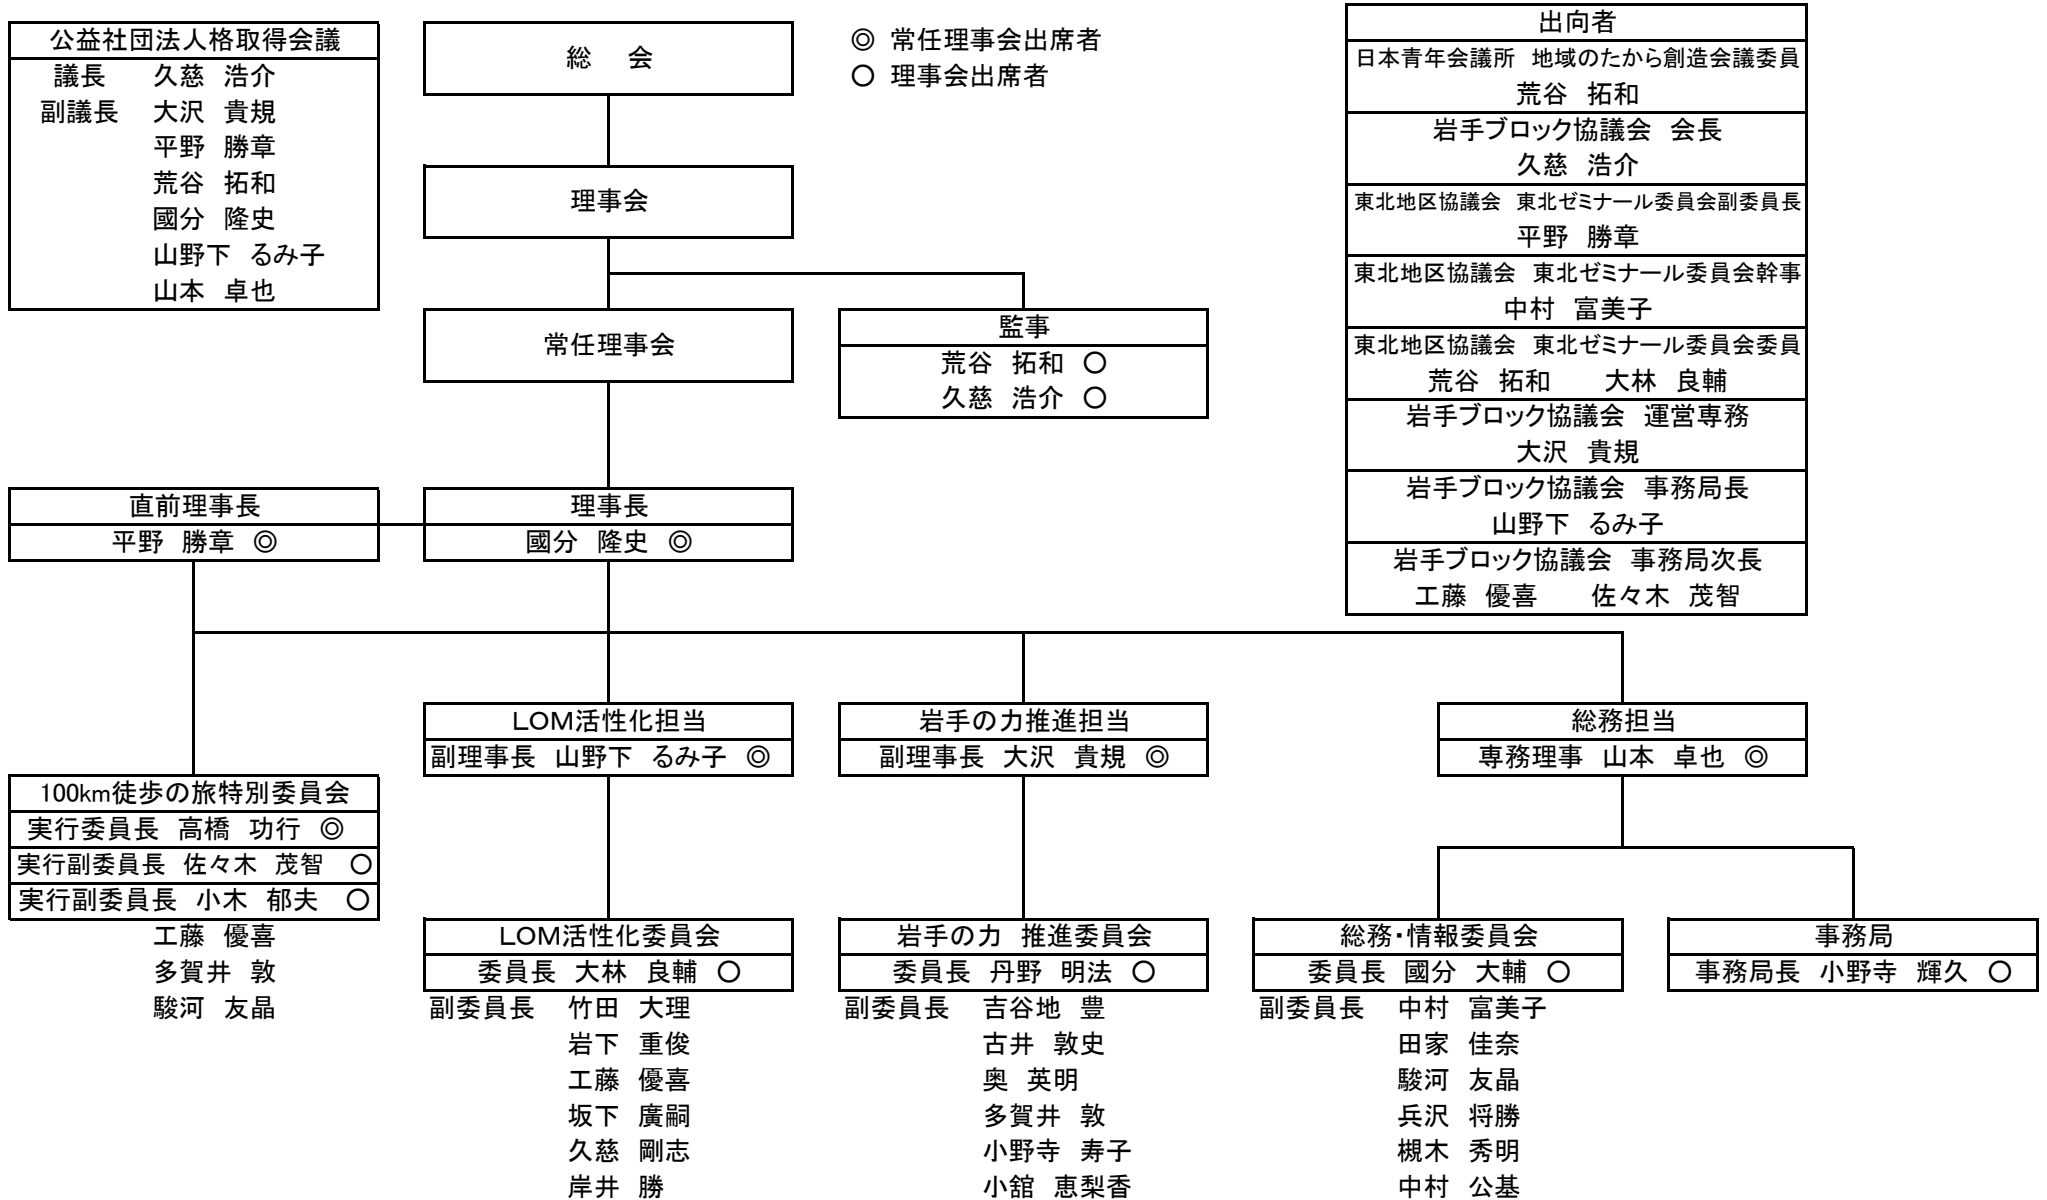 公益社団法人格取得会議
議長 久慈 浩介
副議長 大沢 貴規
平野 勝章
荒谷 拓和
國分 隆史
山野下 るみ子
山本 卓也
総 会
◎ 常任理事会出席者
〇 理事会出席者
理事会
常任理事会
監事
荒谷 拓和 〇
久慈 浩介 〇
出向者
日本青年会議所 地域のたから創造会議委員
荒谷 拓和
岩手ブロック協議会 会長
久慈 浩介
東北地区協議会 東北ゼミナール委員会副委員長
平野 勝章
東北地区協議会 東北ゼミナール委員会幹事
中村 富美子
東北地区協議会 東北ゼミナール委員会委員
荒谷 拓和 大林 良輔
岩手ブロック協議会 運営専務
大沢 貴規
岩手ブロック協議会 事務局長
山野下 るみ子
岩手ブロック協議会 事務局次長
工藤 優喜 佐々木 茂智
直前理事長
平野 勝章 ◎
理事長
國分 隆史 ◎
LOM活性化担当
副理事長 山野下 るみ子 ◎
岩手の力推進担当
副理事長 大沢 貴規 ◎
総務担当
専務理事 山本 卓也 ◎
100km徒歩の旅特別委員会
実行委員長 高橋 功行 ◎
実行副委員長 佐々木 茂智 〇
実行副委員長 小木 郁夫 〇
工藤 優喜
多賀井 敦
駿河 友晶
LOM活性化委員会
委員長 大林 良輔 〇
副委員長 竹田 大理
岩下 重俊
工藤 優喜
坂下 廣嗣
久慈 剛志
岸井 勝
岩手の力 推進委員会
委員長 丹野 明法 〇
副委員長 吉谷地 豊
古井 敦史
奥 英明
多賀井 敦
小野寺 寿子
小舘 恵梨香
総務・情報委員会
委員長 國分 大輔 〇
副委員長 中村 富美子
田家 佳奈
駿河 友晶
兵沢 将勝
槻木 秀明
中村 公基
事務局
事務局長 小野寺 輝久 〇